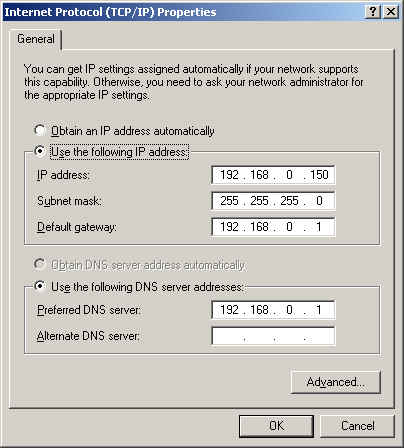 Internet Protocol (TCP/IP) Properties
General
You can get IP settings assigned automatically if your network supports
this capability. Otherwise, you need to ask your network administrator for
the appropriate IP settings.
Obtain an IP address automatically
Use the following IP address:
IP address: 192 . 168 . 0 . 150
Subnet mask: 255 . 255 . 255 . 0
Default gateway: 192 . 168 . 0 . 1
Obtain DNS server address automatically
Use the following DNS server addresses:
Preferred DNS server: 192 . 168 . 0 . 1
Alternate DNS server: . . .
Advanced...
OK Cancel